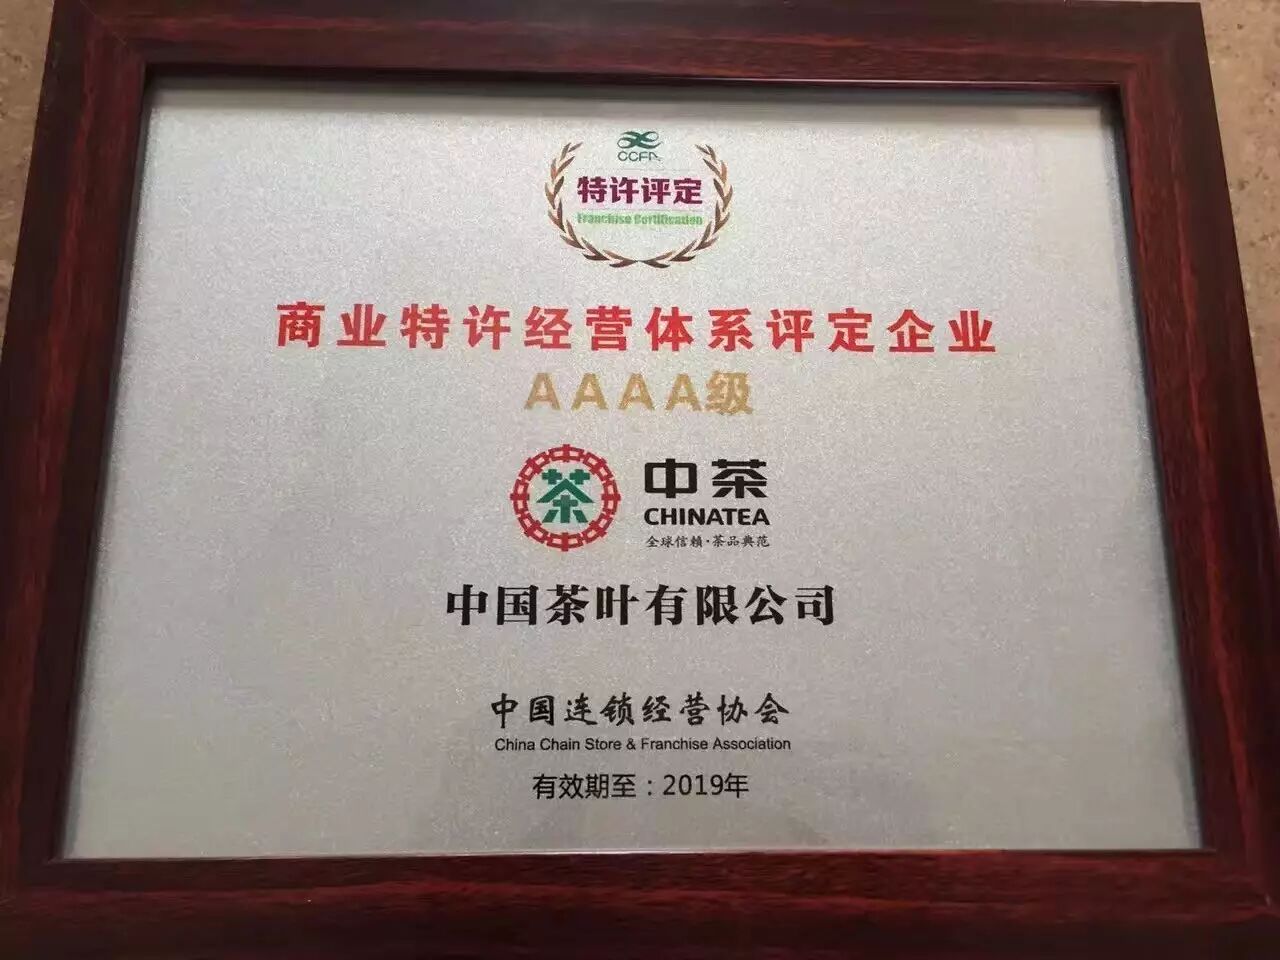 CCFA
特许评定
Franchise Certification
商业特许经营体系评定企业
AAAA级
茶
中茶
CHINATEA
全球信賴·茶品典范
中国茶叶有限公司
中国连锁经营协会
China Chain Store & Franchise Association
有效期至：2019年